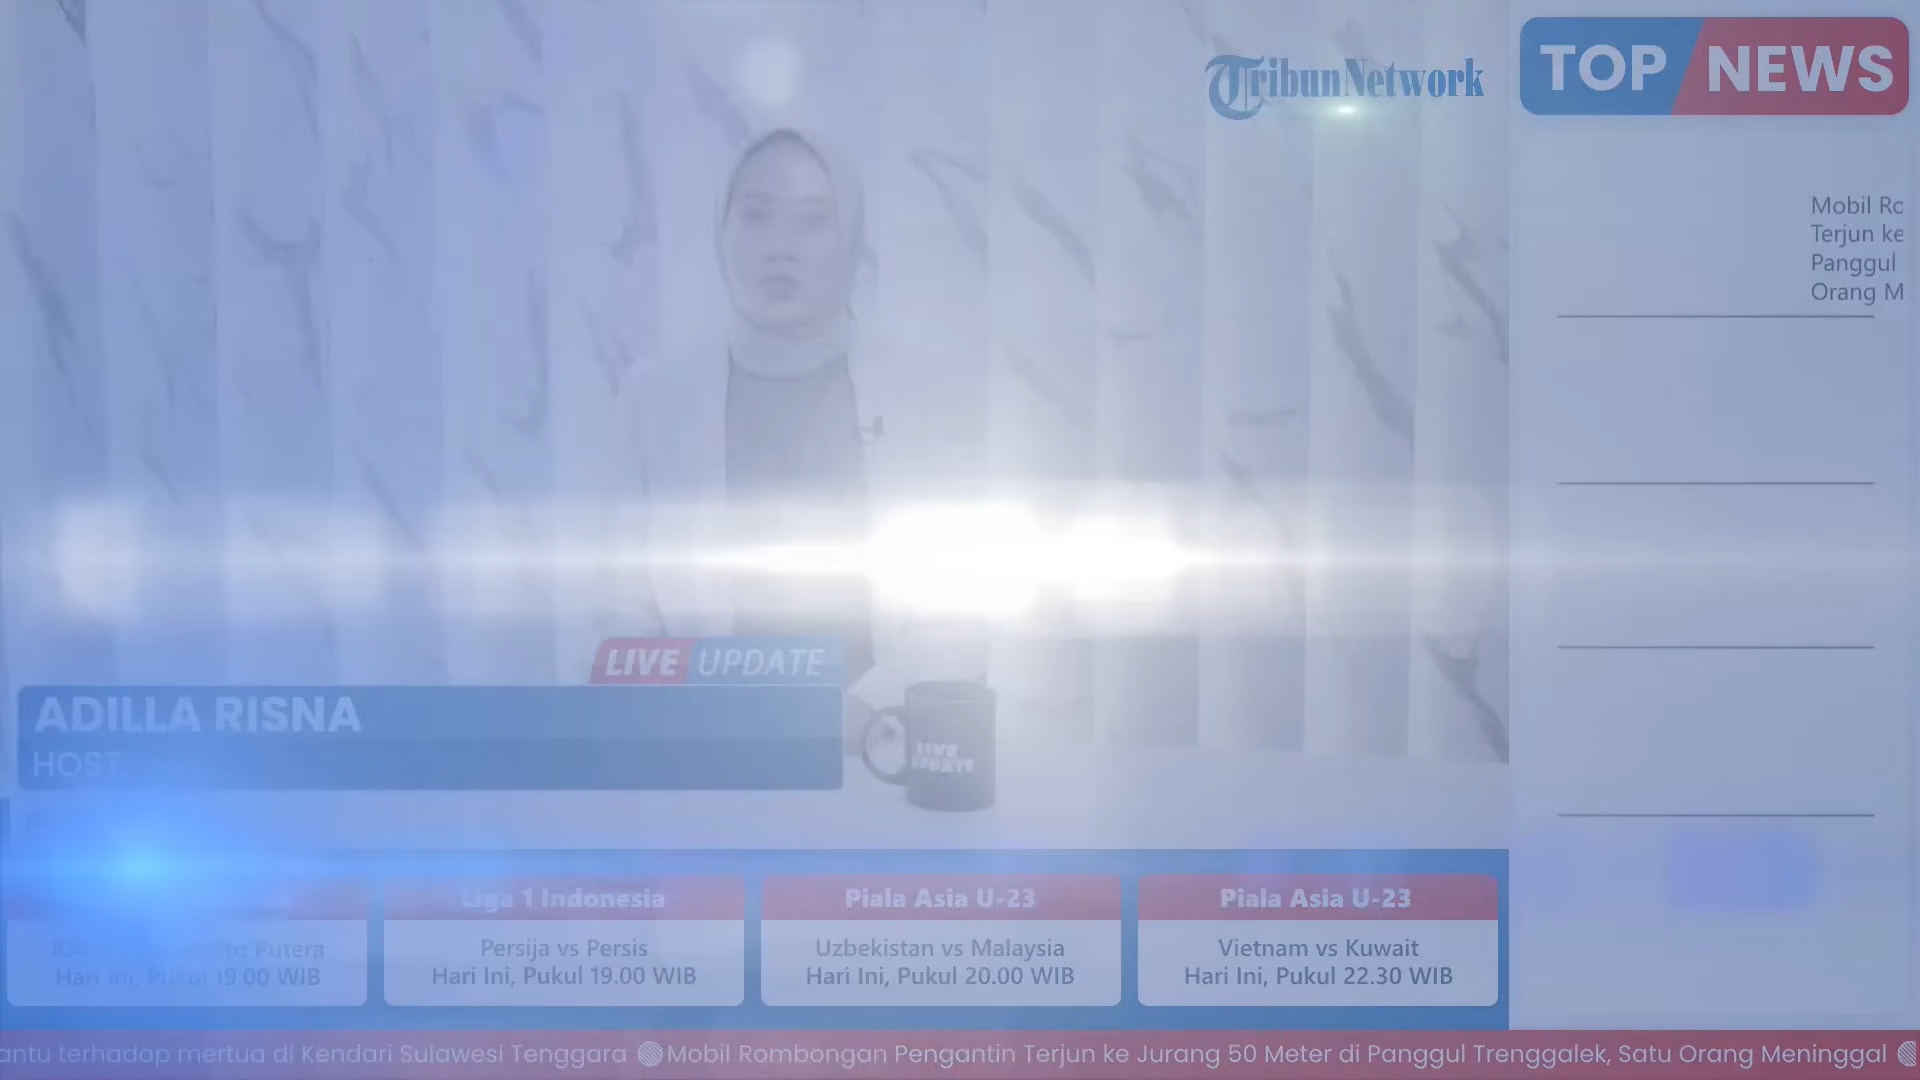 TribunNetwork
TOP NEWS
Mobil Ro
Terjun ke
Panggul
Orang M
LIVE UPDATE
ADILLA RISNA
HOST
LIVE
UPDATE
Liga 1 Indonesia
Persija vs Persis
Hari Ini, Pukul 19.00 WIB
Piala Asia U-23
Uzbekistan vs Malaysia
Hari Ini, Pukul 20.00 WIB
Piala Asia U-23
Vietnam vs Kuwait
Hari Ini, Pukul 22.30 WIB
to Putera
Hari Ini, Pukul 19.00 WIB
antu terhadap mertua di Kendari Sulawesi Tenggara Mobil Rombongan Pengantin Terjun ke Jurang 50 Meter di Panggul Trenggalek, Satu Orang Meninggal